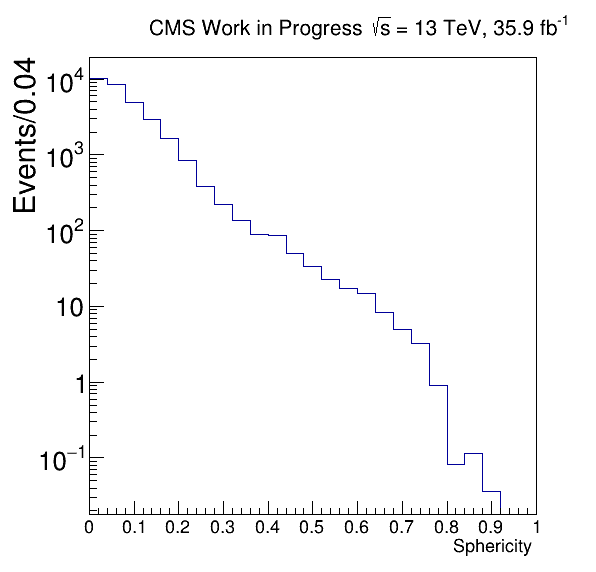 CMS Work in Progress √s = 13 TeV, 35.9 fb⁻¹
Events/0.04
10⁴
10³
10²
10
1
10⁻¹
0 0.1 0.2 0.3 0.4 0.5 0.6 0.7 0.8 0.9 1
Sphericity